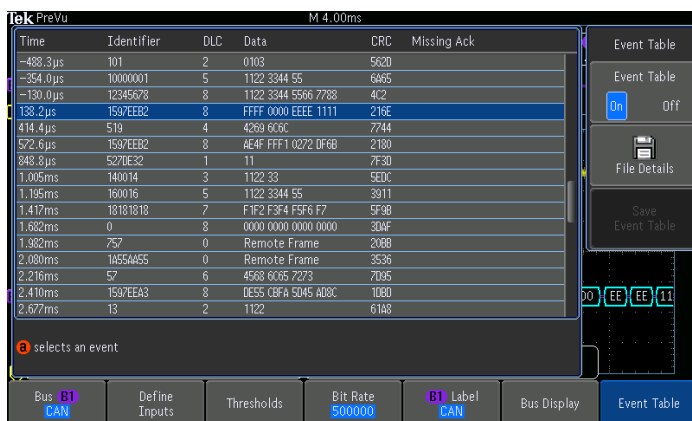 Tek PreVu M 4.00ms
Time Identifier DLC Data CRC Missing Ack
-488.3µs 101 2 0103 562D
-354.0µs 10000001 5 1122 3344 55 6A65
-130.0µs 12345678 8 1122 3344 5566 7788 4C2
138.2µs 1597EEB2 8 FFFF 0000 EEEE 1111 216E
414.4µs 519 4 4269 6C6C 7744
572.6µs 1597EEB2 8 AE4F FFF1 0272 DF6B 2180
848.8µs 527DE32 1 11 7F3D
1.005ms 140014 3 1122 33 5EDC
1.195ms 160016 5 1122 3344 55 3911
1.417ms 18181818 7 F1F2 F3F4 F5F6 F7 5F9B
1.682ms 0 8 0000 0000 0000 0000 3DAF
1.982ms 757 0 Remote Frame 20BB
2.080ms 1A55AA55 0 Remote Frame 3536
2.216ms 57 6 4568 6C65 7273 7D95
2.410ms 1597EEA3 8 DE55 CBFA 5D45 AD8C 1DBD
2.677ms 13 2 1122 61A8
a selects an event
Event Table
Event Table
On Off
File Details
Save
Event Table
EE EE 11
Bus B1 CAN
Define Inputs
Thresholds
Bit Rate 500000
B1 Label CAN
Bus Display
Event Table